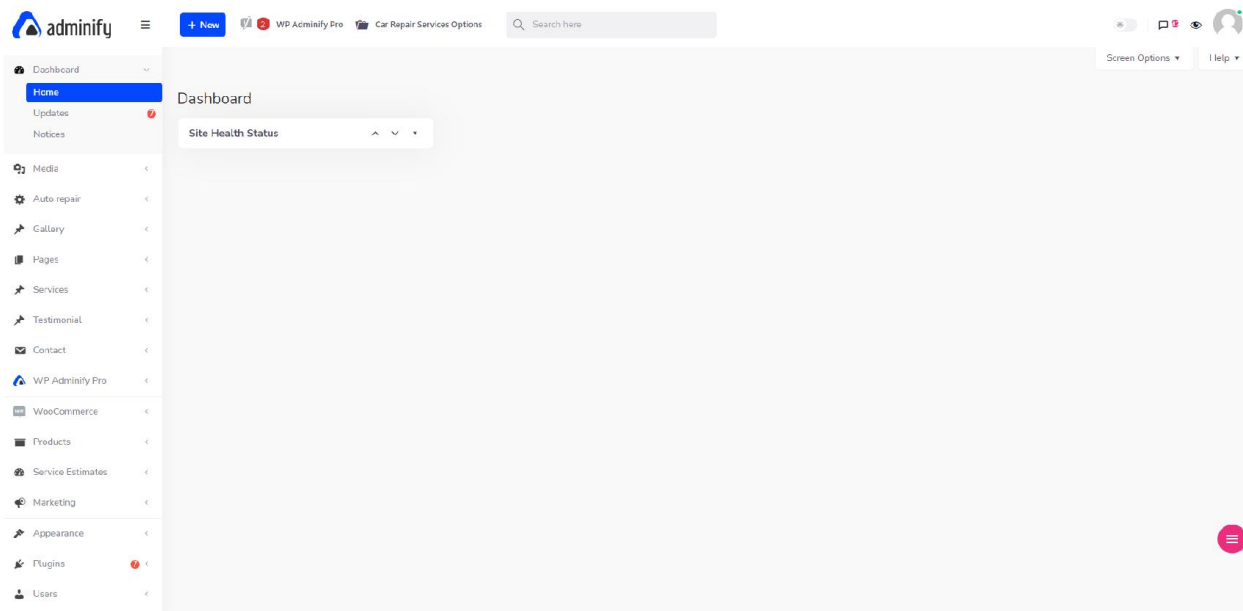 adminify
+ New
2
WP Adminify Pro
Car Repair Services Options
Search here
Screen Options
Help
Dashboard
Home
Updates 7
Notices
Media
Auto repair
Gallery
Pages
Services
Testimonial
Contact
WP Adminify Pro
WooCommerce
Products
Service Estimates
Marketing
Appearance
Plugins 7
Users
Dashboard
Site Health Status